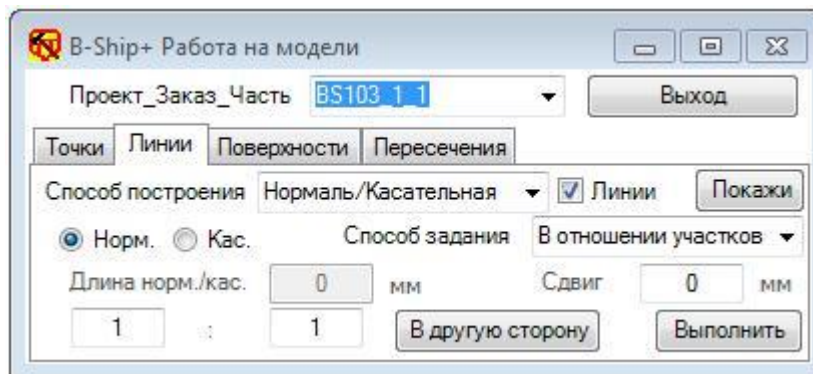 B-Ship+ Работа на модели
Проект_Заказ_Часть BS103_1_1 Выход
Точки Линии Поверхности Пересечения
Способ построения Нормаль/Касательная Линии Покажи
Норм. Кас. Способ задания В отношении участков
Длина норм./кас. 0 мм Сдвиг 0 мм
1 : 1 В другую сторону Выполнить